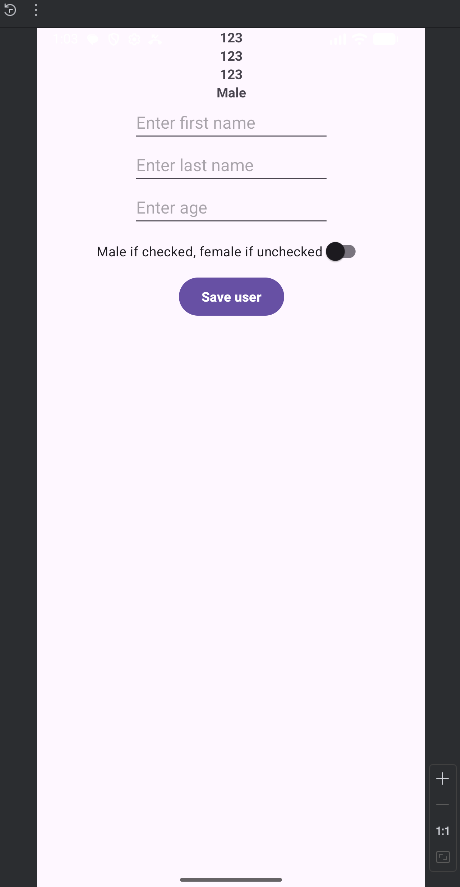 123
123
123
Male
Enter first name
Enter last name
Enter age
Male if checked, female if unchecked
Save user
1:1